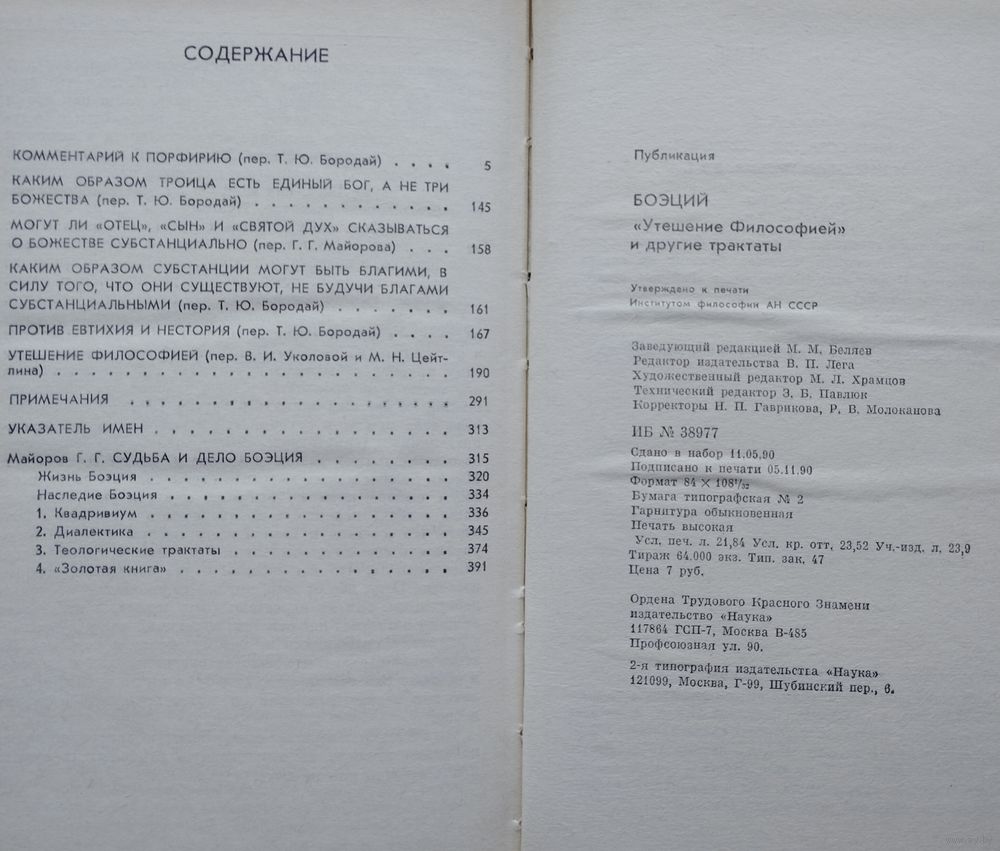 СОДЕРЖАНИЕ
КОММЕНТАРИЙ К ПОРФИРИЮ (пер. Т. Ю. Бородай) . . . . 5
КАКИМ ОБРАЗОМ ТРОИЦА ЕСТЬ ЕДИНЫЙ БОГ, А НЕ ТРИ
БОЖЕСТВА (пер. Т. Ю. Бородай) . . . . . . . . . . . . 145
МОГУТ ЛИ «ОТЕЦ», «СЫН» И «СВЯТОЙ ДУХ» СКАЗЫВАТЬСЯ
О БОЖЕСТВЕ СУБСТАНЦИАЛЬНО (пер. Г. Г. Майорова) . . . 158
КАКИМ ОБРАЗОМ СУБСТАНЦИИ МОГУТ БЫТЬ БЛАГИМИ, В
СИЛУ ТОГО, ЧТО ОНИ СУЩЕСТВУЮТ, НЕ БУДУЧИ БЛАГАМИ
СУБСТАНЦИАЛЬНЫМИ (пер. Т. Ю. Бородай) . . . . . . . 161
ПРОТИВ ЕВТИХИЯ И НЕСТОРИЯ (пер. Т. Ю. Бородай) . . . . 167
УТЕШЕНИЕ ФИЛОСОФИЕЙ (пер. В. И. Уколовой и М. Н. Цейт-
лина) . . . . . . . . . . . . . . . . . . . . . . . 190
ПРИМЕЧАНИЯ . . . . . . . . . . . . . . . . . . 291
УКАЗАТЕЛЬ ИМЕН . . . . . . . . . . . . . . . . 313
Майоров Г. Г. СУДЬБА И ДЕЛО БОЭЦИЯ . . . . . . . . 315
Жизнь Боэция . . . . . . . . . . . . . . . . . 320
Наследие Боэция . . . . . . . . . . . . . . . . 334
1. Квадривиум . . . . . . . . . . . . . . . . . 336
2. Диалектика . . . . . . . . . . . . . . . . . 345
3. Теологические трактаты . . . . . . . . . . . . 374
4. «Золотая книга» . . . . . . . . . . . . . . . 391
Публикация
БОЭЦИЙ
«Утешение Философией»
и другие трактаты
Утверждено к печати
Институтом философии АН СССР
Заведующий редакцией М. М. Беляев
Редактор издательства В. П. Лега
Художественный редактор М. Л. Храмцов
Технический редактор З. Б. Павлюк
Корректоры Н. П. Гаврикова, Р. В. Молоканова
ИБ № 38977
Сдано в набор 11.05.90
Подписано к печати 05.11.90
Формат 84 × 108¹/₃₂
Бумага типографская № 2
Гарнитура обыкновенная
Печать высокая
Усл. печ. л. 21,84 Усл. кр. отт. 23,52 Уч.-изд. л. 23,9
Тираж 64.000 экз. Тип. зак. 47
Цена 7 руб.
Ордена Трудового Красного Знамени
издательство «Наука»
117864 ГСП-7, Москва В-485
Профсоюзная ул. 90.
2-я типография издательства «Наука»
121099, Москва, Г-99, Шубинский пер., 6.